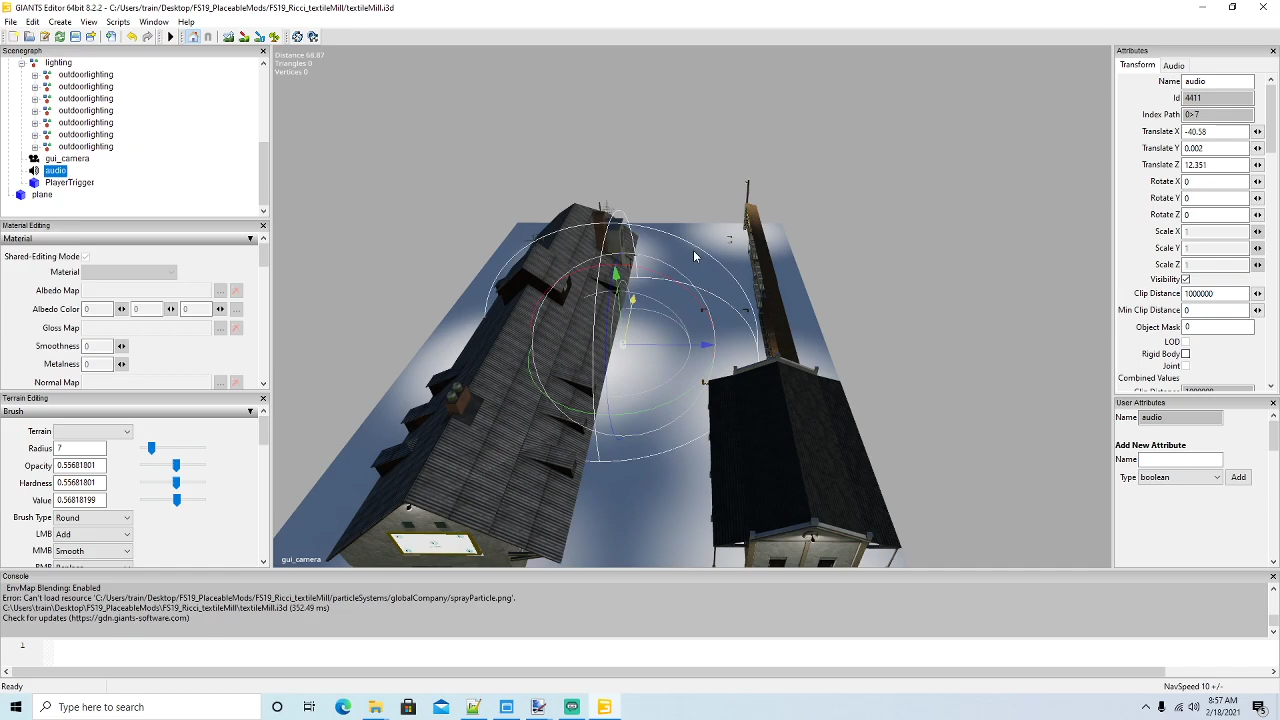 GIANTS Editor 64bit 8.2.2 - C:/Users/train/Desktop/FS19_PlaceableMods/FS19_Ricci_textileMill/textileMill.i3d
File Edit Create View Scripts Window Help
Scenegraph
lighting
outdoorlighting
outdoorlighting
outdoorlighting
outdoorlighting
outdoorlighting
outdoorlighting
outdoorlighting
gui_camera
audio
PlayerTrigger
plane
Material Editing
Material
Shared-Editing Mode
Material
Albedo Map
Albedo Color 0 0 0
Gloss Map
Smoothness 0
Metalness 0
Normal Map
Terrain Editing
Brush
Terrain
Radius 7
Opacity 0.55681801
Hardness 0.55681801
Value 0.56818199
Brush Type Round
LMB Add
MMB Smooth
Distance 68.87
Triangles 0
Vertices 0
gui_camera
Attributes
Transform Audio
Name audio
Id 4411
Index Path 0>7
Translate X -40.58
Translate Y 0.002
Translate Z 12.351
Rotate X 0
Rotate Y 0
Rotate Z 0
Scale X 1
Scale Y 1
Scale Z 1
Visibility
Clip Distance 1000000
Min Clip Distance 0
Object Mask 0
LOD
Rigid Body
Joint
Combined Values
User Attributes
Name audio
Add New Attribute
Name
Type boolean Add
Console
EnvMap Blending: Enabled
Error: Can't load resource 'C:/Users/train/Desktop/FS19_PlaceableMods/FS19_Ricci_textileMill/particleSystems/globalCompany/sprayParticle.png'.
C:\Users\train\Desktop\FS19_PlaceableMods\FS19_Ricci_textileMill\textileMill.i3d (352.49 ms)
Check for updates (https://gdn.giants-software.com)
1
Ready
NavSpeed 10 +/-
Type here to search
8:57 AM
2/18/2021